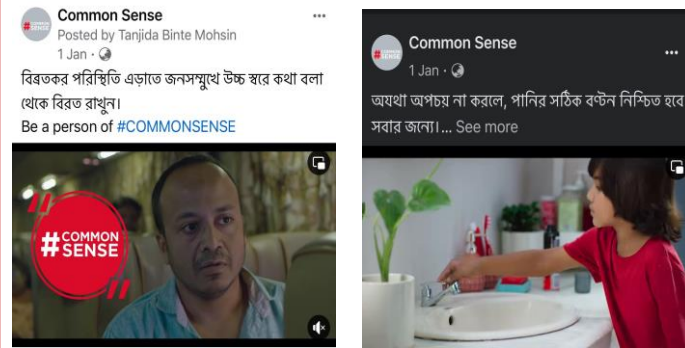 Common Sense
Posted by Tanjida Binte Mohsin
1 Jan ·
বিব্রতকর পরিস্থিতি এড়াতে জনসম্মুখে উচ্চ স্বরে কথা বলা
থেকে বিরত রাখুন।
Be a person of #COMMONSENSE
# COMMON
SENSE
Common Sense
1 Jan ·
অযথা অপচয় না করলে, পানির সঠিক বণ্টন নিশ্চিত হবে
সবার জন্যে।... See more